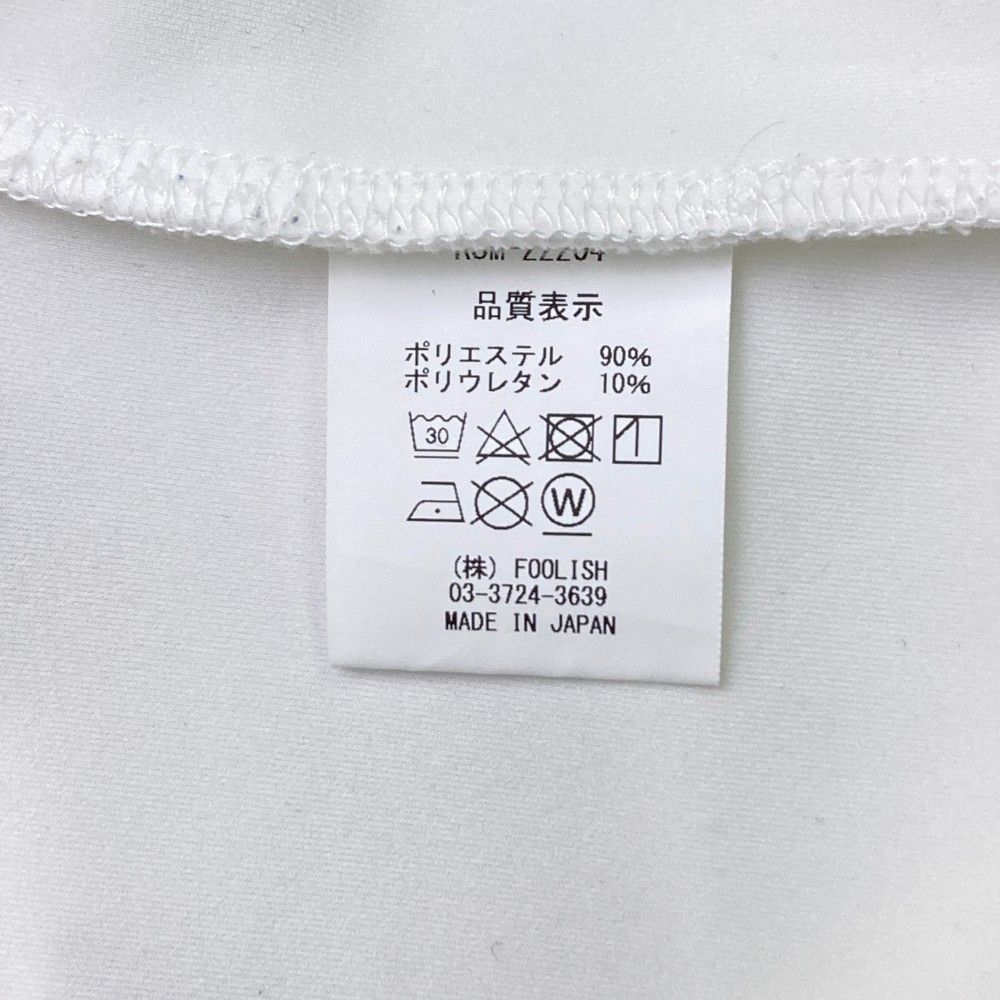 品質表示
ポリエステル 90%
ポリウレタン 10%
30
W
(株) FOOLISH
03-3724-3639
MADE IN JAPAN